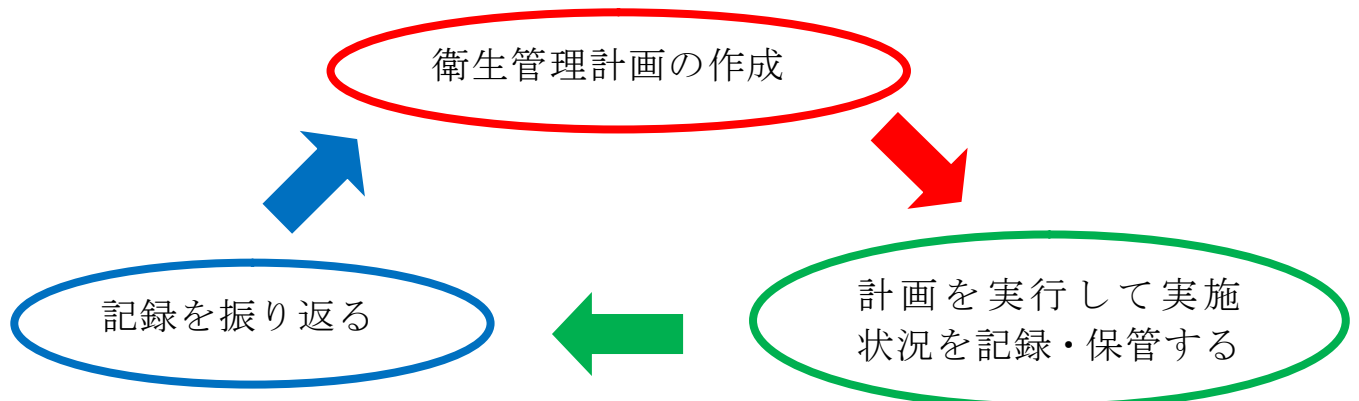 衛生管理計画の作成
計画を実行して実施
状況を記録・保管する
記録を振り返る